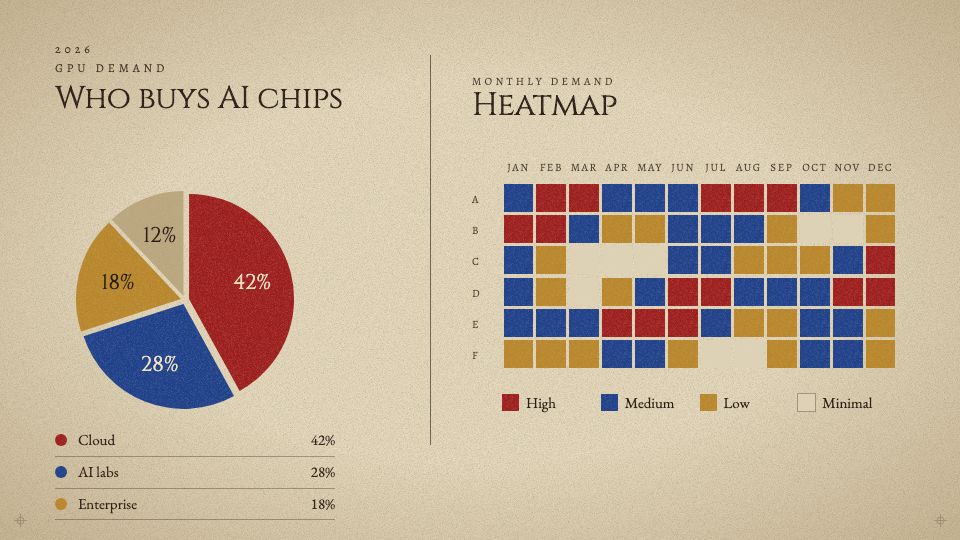 2026
GPU DEMAND
WHO BUYS AI CHIPS
12%
42%
18%
28%
Cloud 42%
AI labs 28%
Enterprise 18%
MONTHLY DEMAND
HEATMAP
JAN FEB MAR APR MAY JUN JUL AUG SEP OCT NOV DEC
A
B
C
D
E
F
High Medium Low Minimal